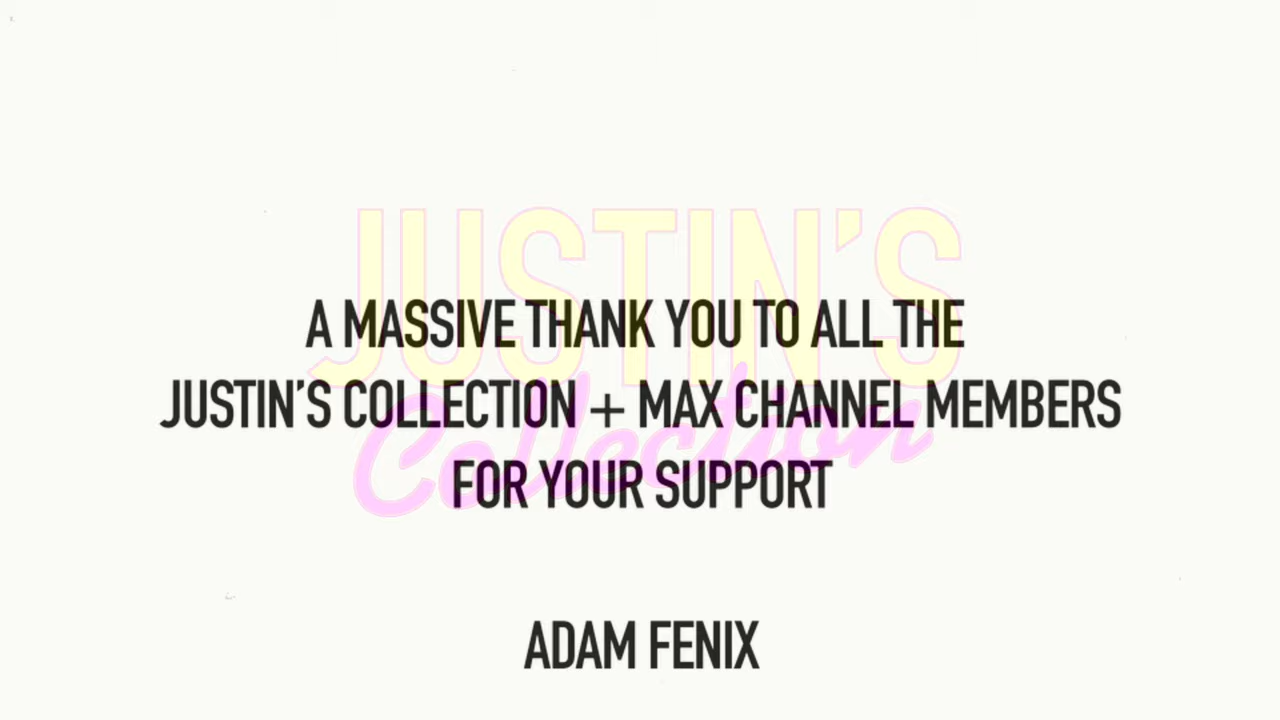 JUSTIN'S
Collection
A MASSIVE THANK YOU TO ALL THE
JUSTIN'S COLLECTION + MAX CHANNEL MEMBERS
FOR YOUR SUPPORT
ADAM FENIX